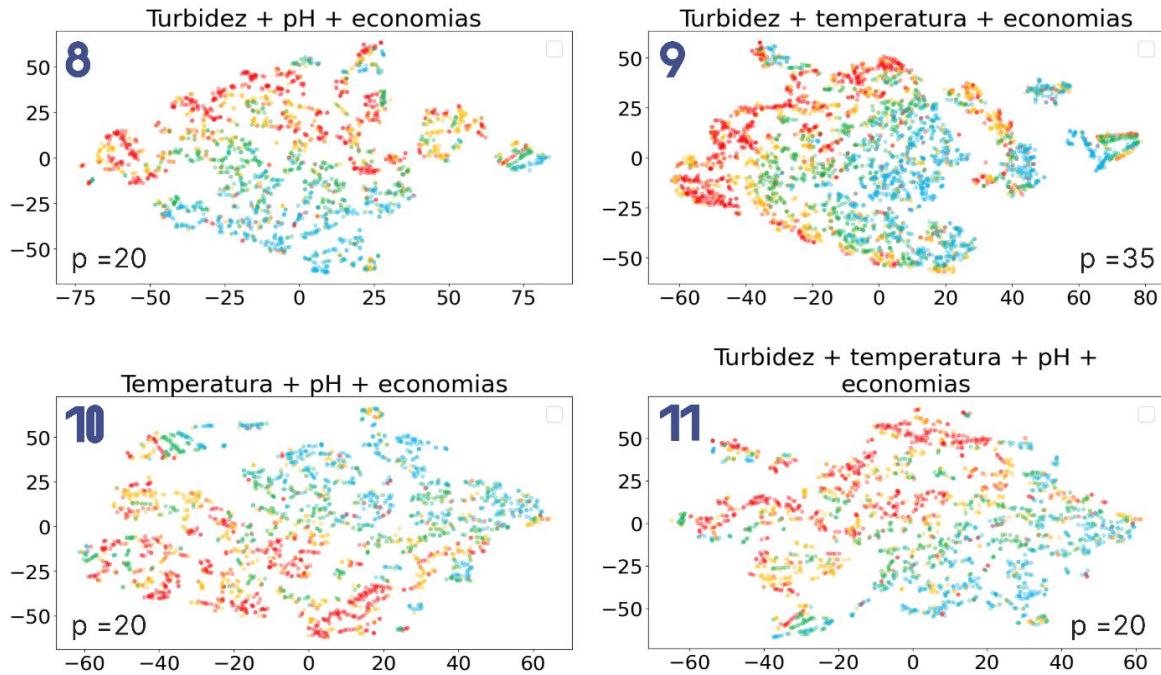 Turbidez + pH + economias
8
50
25
0
−25
−50
p =20
−75 −50 −25 0 25 50 75
Turbidez + temperatura + economias
9
50
25
0
−25
−50
p =35
−60 −40 −20 0 20 40 60 80
Temperatura + pH + economias
10
50
25
0
−25
−50
p =20
−60 −40 −20 0 20 40 60
Turbidez + temperatura + pH +
economias
11
50
25
0
−25
−50
p =20
−60 −40 −20 0 20 40 60